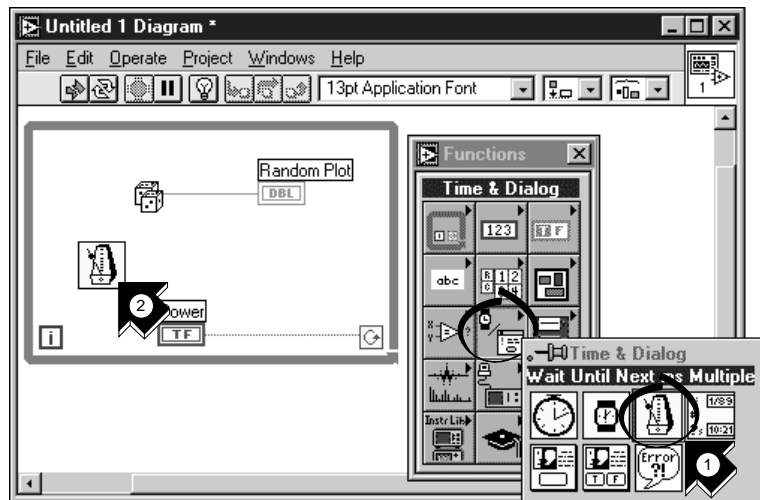 Untitled 1 Diagram *
File Edit Operate Project Windows Help
13pt Application Font
1
Random Plot
DBL
2
Power
TF
i
Functions
Time & Dialog
123
T F
abc
Instr Lib
Time & Dialog
Wait Until Next ms Multiple
1/89
10:21
T F
Error
?!
1